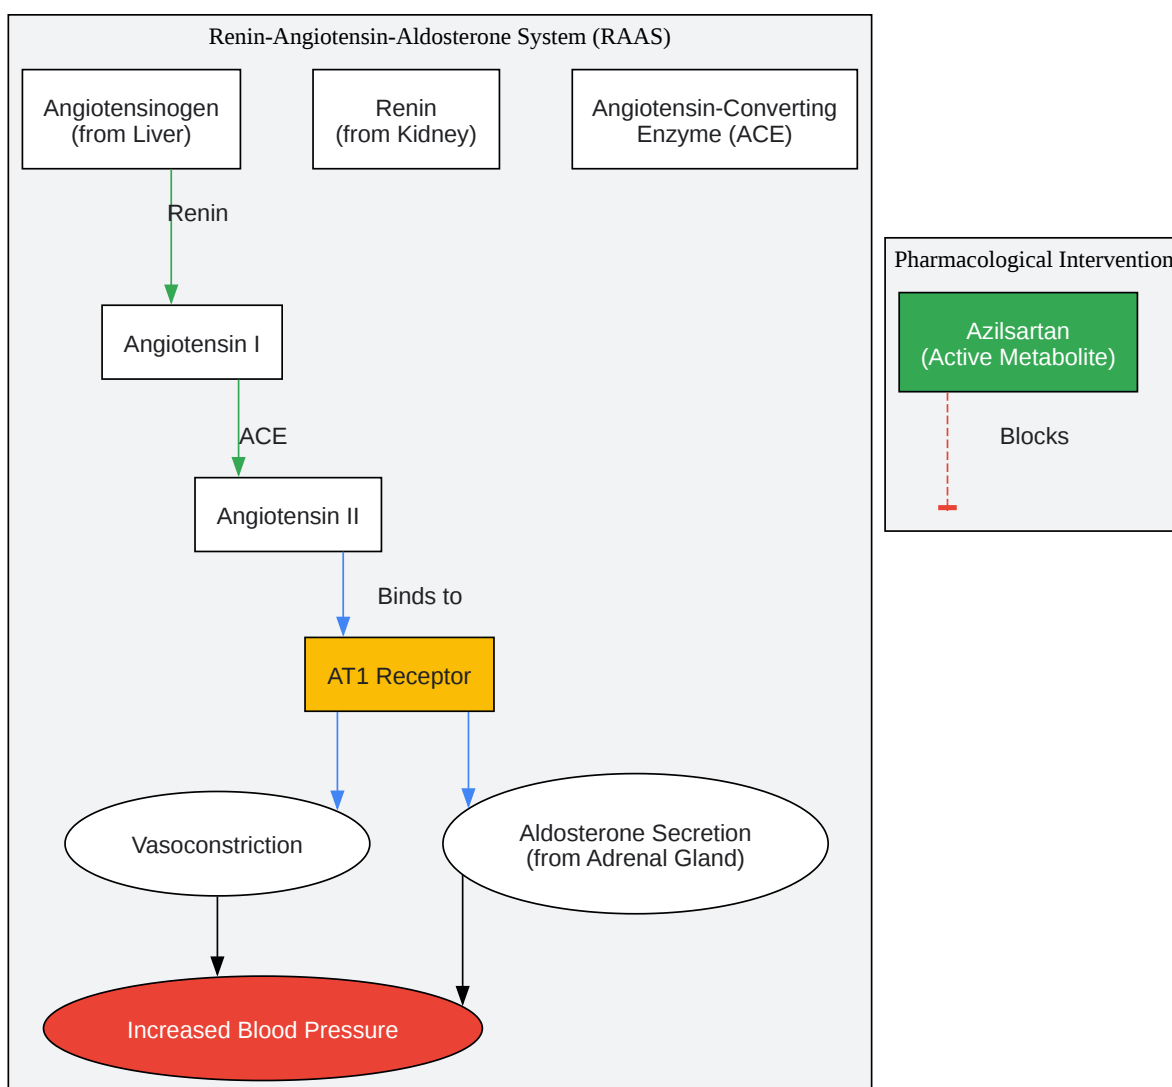 Renin-Angiotensin-Aldosterone System (RAAS)
Angiotensinogen
(from Liver)
Renin
(from Kidney)
Angiotensin-Converting
Enzyme (ACE)
Renin
Angiotensin I
ACE
Angiotensin II
Binds to
AT1 Receptor
Vasoconstriction
Aldosterone Secretion
(from Adrenal Gland)
Increased Blood Pressure
Pharmacological Intervention
Azilsartan
(Active Metabolite)
Blocks